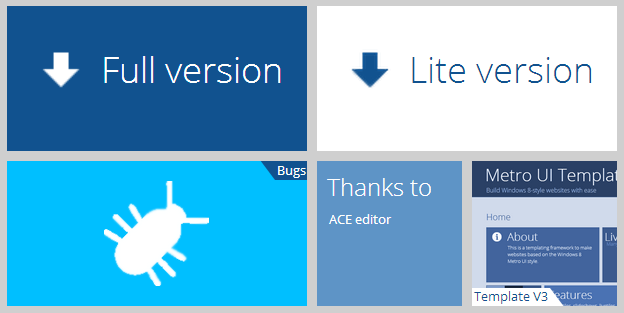 Full version
Lite version
Bugs
Thanks to
ACE editor
Metro UI Templa
Build Windows 8-style websites with ease
Home
About
This is a templating framework to make
websites based on the Windows 8
Metro UI style.
Liv
Template V3
Features